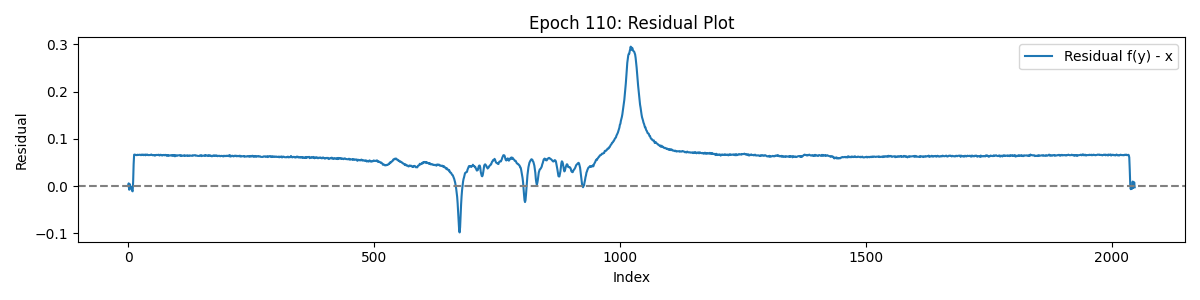 Epoch 110: Residual Plot
Residual f(y) - x
Residual
0.3
0.2
0.1
0.0
−0.1
0
500
1000
1500
2000
Index